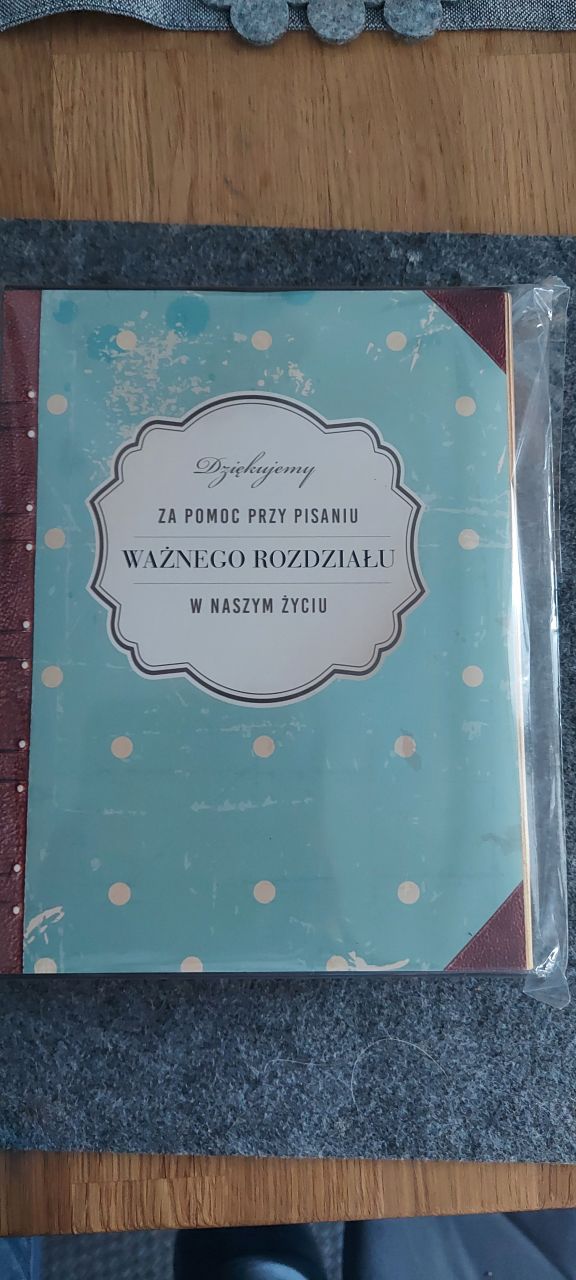 Dziękujemy
ZA POMOC PRZY PISANIU
WAŻNEGO ROZDZIAŁU
W NASZYM ŻYCIU